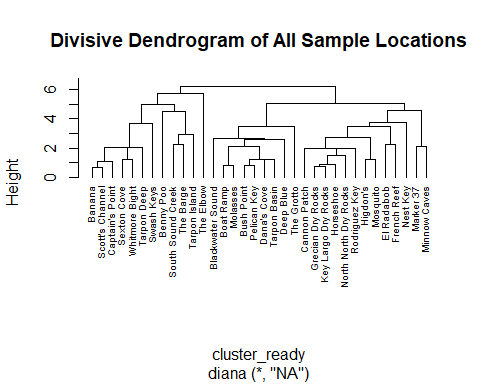 Divisive Dendrogram of All Sample Locations
Height
0
2
4
6
Banana
Scott's Channel
Captain's Point
Sexton Cove
Whitmore Bight
Tarpon Deep
Swash Keys
Benny Poo
South Sound Creek
The Barge
Tarpon Island
The Elbow
Blackwater Sound
Boat Ramp
Molasses
Bush Point
Pelican Key
Dana's Cove
Tarpon Basin
Deep Blue
The Grotto
Cannon Patch
Grecian Dry Rocks
Key Largo Dry Rocks
Horseshoe
North North Dry Rocks
Rodriguez Key
Higdon's
Mosquito
El Radabob
French Reef
Nest Key
Marker 37
Minnow Caves
cluster_ready
diana (*, "NA")